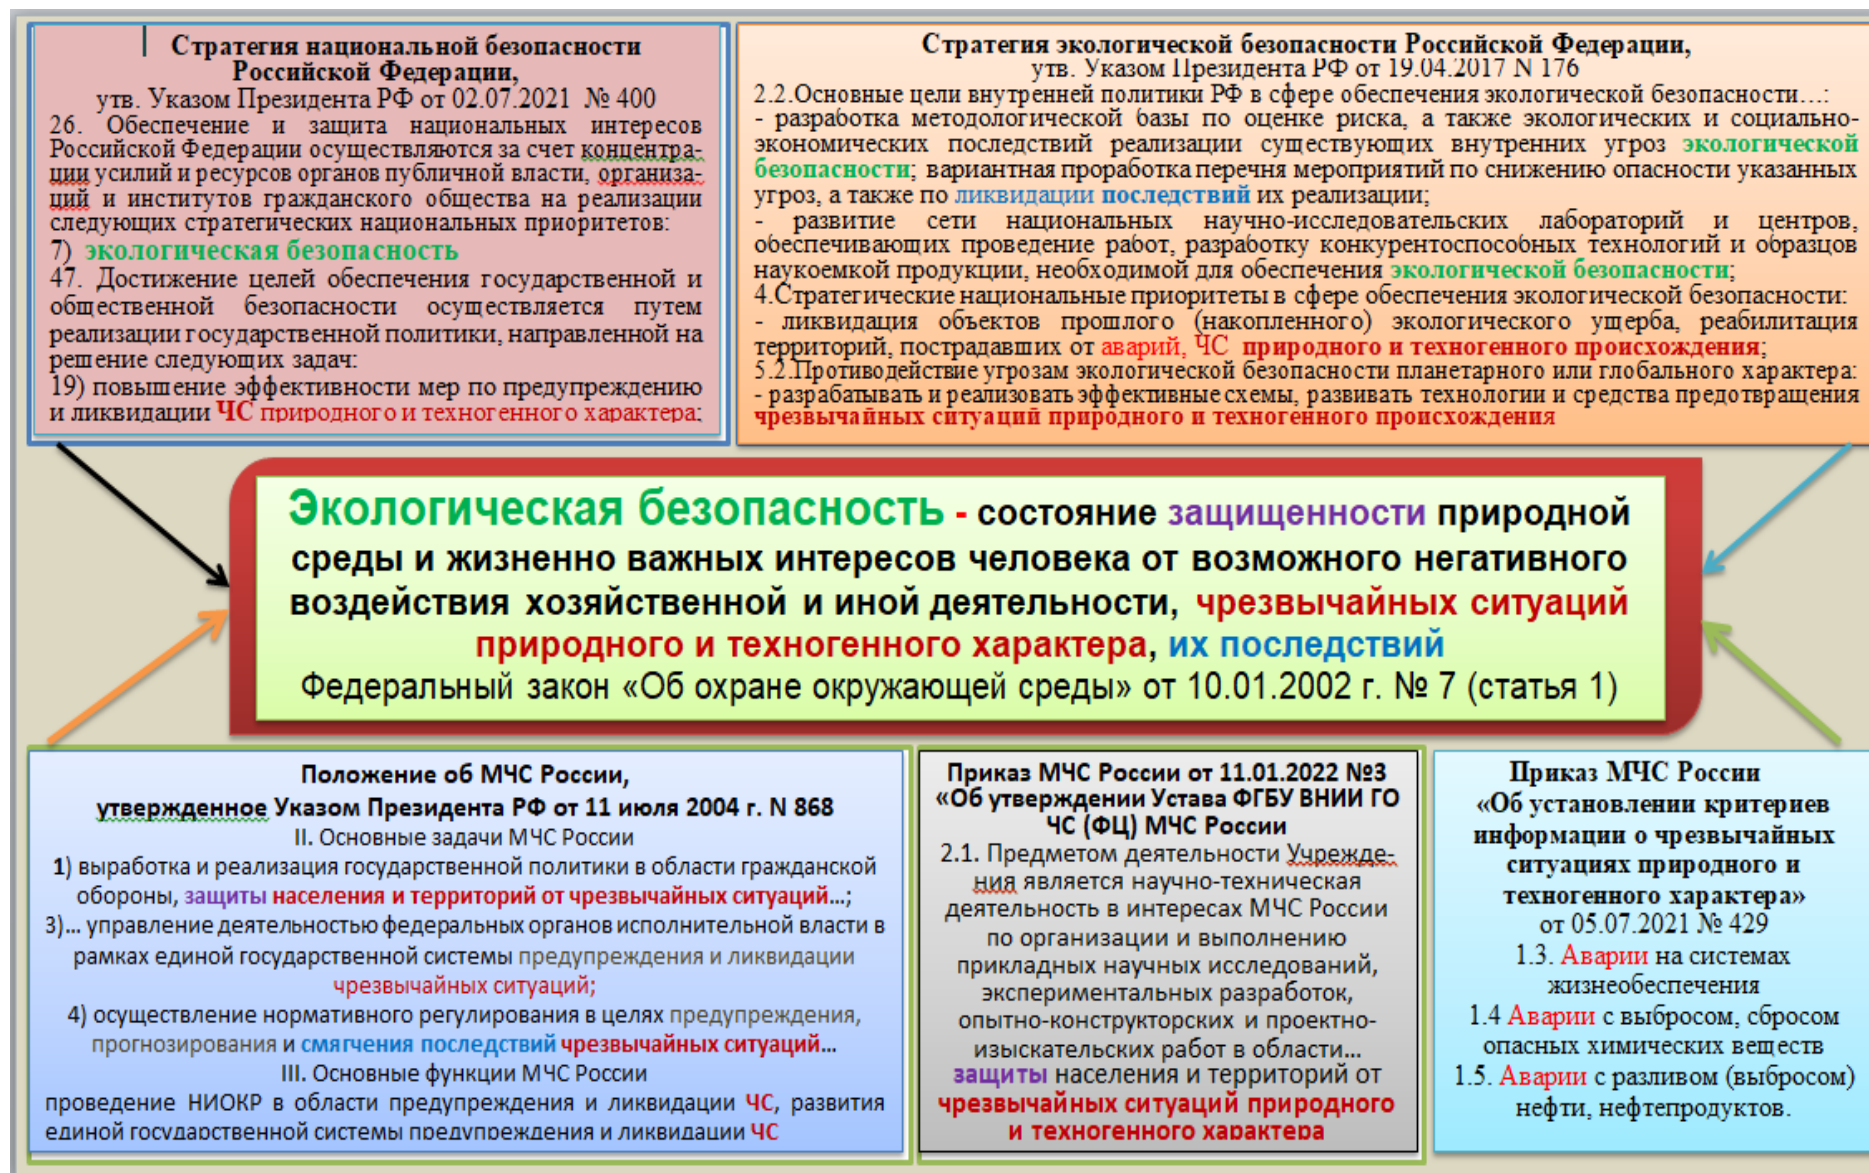 Стратегия национальной безопасности
Российской Федерации,
утв. Указом Президента РФ от 02.07.2021 № 400
26. Обеспечение и защита национальных интересов
Российской Федерации осуществляются за счет концентра-
ции усилий и ресурсов органов публичной власти, организа-
ций и институтов гражданского общества на реализации
следующих стратегических национальных приоритетов:
7) экологическая безопасность
47. Достижение целей обеспечения государственной и
общественной безопасности осуществляется путем
реализации государственной политики, направленной на
решение следующих задач:
19) повышение эффективности мер по предупреждению
и ликвидации ЧС природного и техногенного характера;
Стратегия экологической безопасности Российской Федерации,
утв. Указом Президента РФ от 19.04.2017 N 176
2.2.Основные цели внутренней политики РФ в сфере обеспечения экологической безопасности…:
- разработка методологической базы по оценке риска, а также экологических и социально-
экономических последствий реализации существующих внутренних угроз экологической
безопасности; вариантная проработка перечня мероприятий по снижению опасности указанных
угроз, а также по ликвидации последствий их реализации;
- развитие сети национальных научно-исследовательских лабораторий и центров,
обеспечивающих проведение работ, разработку конкурентоспособных технологий и образцов
наукоемкой продукции, необходимой для обеспечения экологической безопасности;
4.Стратегические национальные приоритеты в сфере обеспечения экологической безопасности:
- ликвидация объектов прошлого (накопленного) экологического ущерба, реабилитация
территорий, пострадавших от аварий, ЧС природного и техногенного происхождения;
5.2.Противодействие угрозам экологической безопасности планетарного или глобального характера:
- разрабатывать и реализовать эффективные схемы, развивать технологии и средства предотвращения
чрезвычайных ситуаций природного и техногенного происхождения
Экологическая безопасность - состояние защищенности природной
среды и жизненно важных интересов человека от возможного негативного
воздействия хозяйственной и иной деятельности, чрезвычайных ситуаций
природного и техногенного характера, их последствий
Федеральный закон «Об охране окружающей среды» от 10.01.2002 г. № 7 (статья 1)
Положение об МЧС России,
утвержденное Указом Президента РФ от 11 июля 2004 г. N 868
II. Основные задачи МЧС России
1) выработка и реализация государственной политики в области гражданской
обороны, защиты населения и территорий от чрезвычайных ситуаций…;
3)… управление деятельностью федеральных органов исполнительной власти в
рамках единой государственной системы предупреждения и ликвидации
чрезвычайных ситуаций;
4) осуществление нормативного регулирования в целях предупреждения,
прогнозирования и смягчения последствий чрезвычайных ситуаций…
III. Основные функции МЧС России
проведение НИОКР в области предупреждения и ликвидации ЧС, развития
единой государственной системы предупреждения и ликвидации ЧС
Приказ МЧС России от 11.01.2022 №3
«Об утверждении Устава ФГБУ ВНИИ ГО
ЧС (ФЦ) МЧС России
2.1. Предметом деятельности Учрежде-
ния является научно-техническая
деятельность в интересах МЧС России
по организации и выполнению
прикладных научных исследований,
экспериментальных разработок,
опытно-конструкторских и проектно-
изыскательских работ в области…
защиты населения и территорий от
чрезвычайных ситуаций природного
и техногенного характера
Приказ МЧС России
«Об установлении критериев
информации о чрезвычайных
ситуациях природного и
техногенного характера»
от 05.07.2021 № 429
1.3. Аварии на системах
жизнеобеспечения
1.4 Аварии с выбросом, сбросом
опасных химических веществ
1.5. Аварии с разливом (выбросом)
нефти, нефтепродуктов.